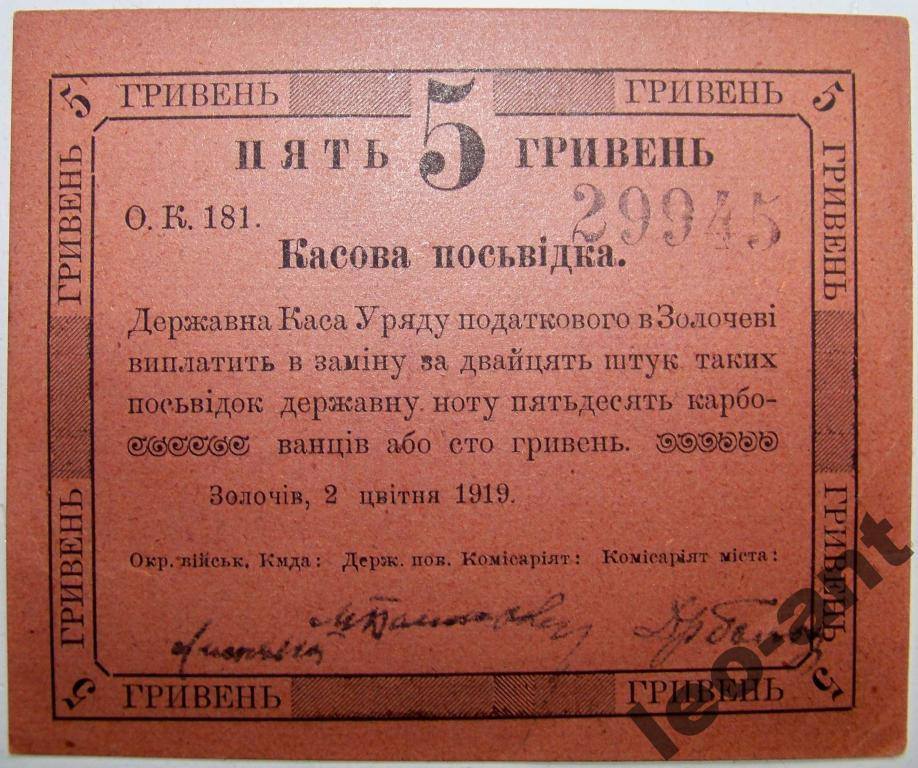 5 ГРИВЕНЬ ГРИВЕНЬ 5
ПЯТЬ 5 ГРИВЕНЬ
29945
О. К. 181.
Касова посьвідка.
Державна Каса Уряду податкового в Золочеві
виплатить в заміну за двайцять штук таких
посьвідок державну ноту пятьдесять карбо-
ванців або сто гривень.
Золочів, 2 цвітня 1919.
Окр. військ. Кмда: Держ. пов. Комісаріят: Комісаріят міста:
ГРИВЕНЬ
ГРИВЕНЬ
ГРИВЕНЬ
ГРИВЕНЬ
5 ГРИВЕНЬ ГРИВЕНЬ 5
leo-ant